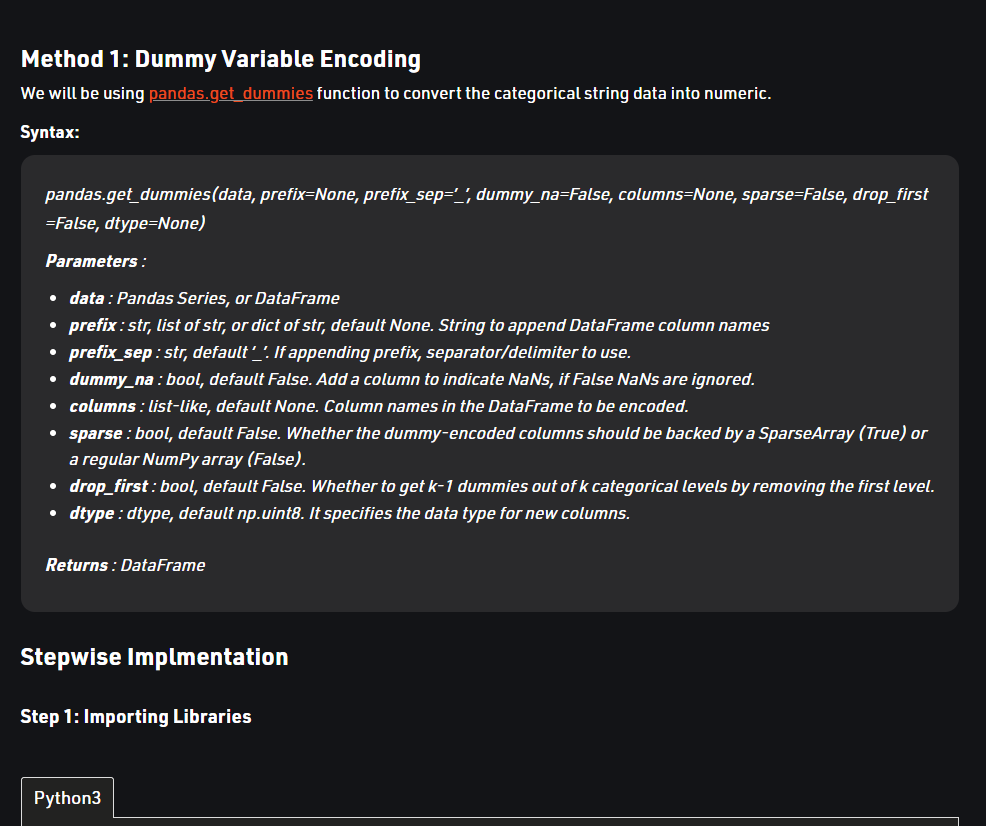 Method 1: Dummy Variable Encoding
We will be using pandas.get_dummies function to convert the categorical string data into numeric.
Syntax:
pandas.get_dummies(data, prefix=None, prefix_sep=’_’, dummy_na=False, columns=None, sparse=False, drop_first
=False, dtype=None)
Parameters :
• data : Pandas Series, or DataFrame
• prefix : str, list of str, or dict of str, default None. String to append DataFrame column names
• prefix_sep : str, default ‘_’. If appending prefix, separator/delimiter to use.
• dummy_na : bool, default False. Add a column to indicate NaNs, if False NaNs are ignored.
• columns : list-like, default None. Column names in the DataFrame to be encoded.
• sparse : bool, default False. Whether the dummy-encoded columns should be backed by a SparseArray (True) or
a regular NumPy array (False).
• drop_first : bool, default False. Whether to get k-1 dummies out of k categorical levels by removing the first level.
• dtype : dtype, default np.uint8. It specifies the data type for new columns.
Returns : DataFrame
Stepwise Implmentation
Step 1: Importing Libraries
Python3